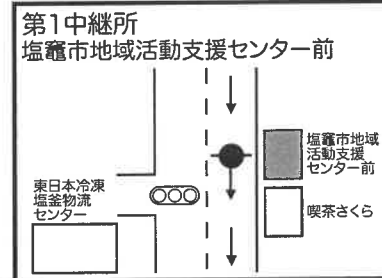 第1中継所
塩竈市地域活動支援センター前
塩竈市地域
活動支援
センター前
東日本冷凍
塩釜物流
センター
喫茶さくら